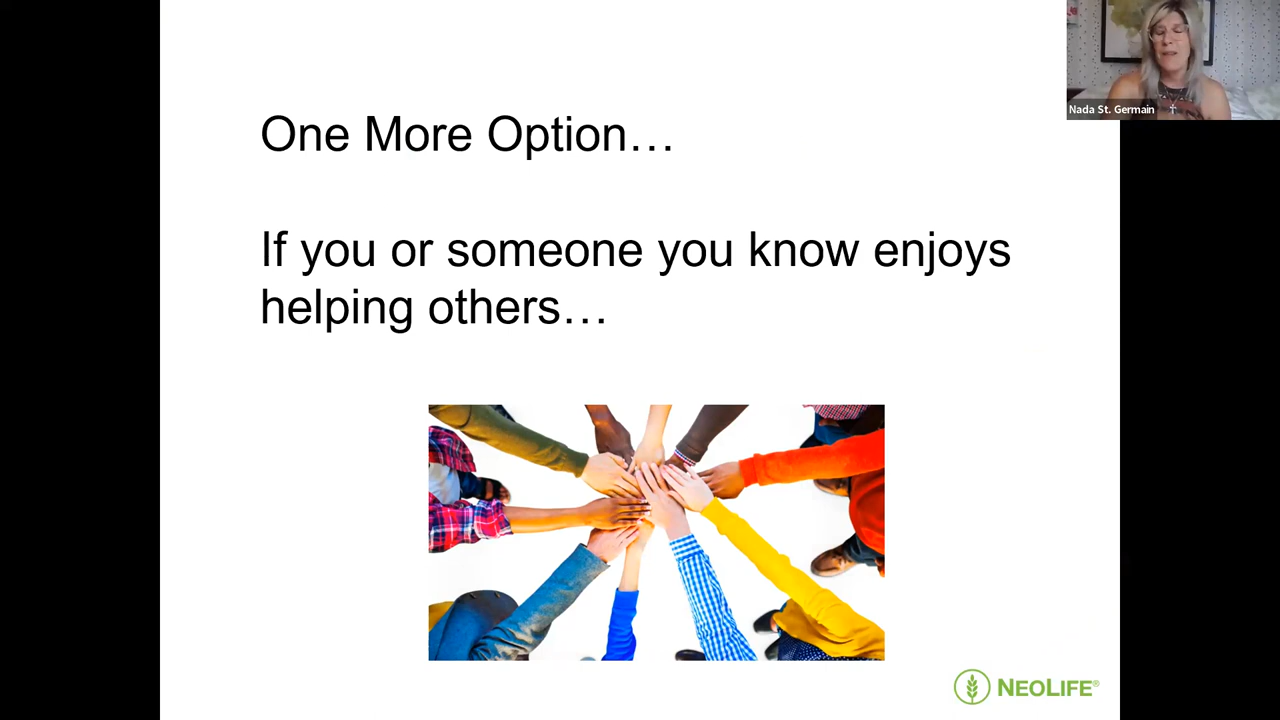 Nada St. Germain
One More Option…
If you or someone you know enjoys
helping others…
NEOLIFE®